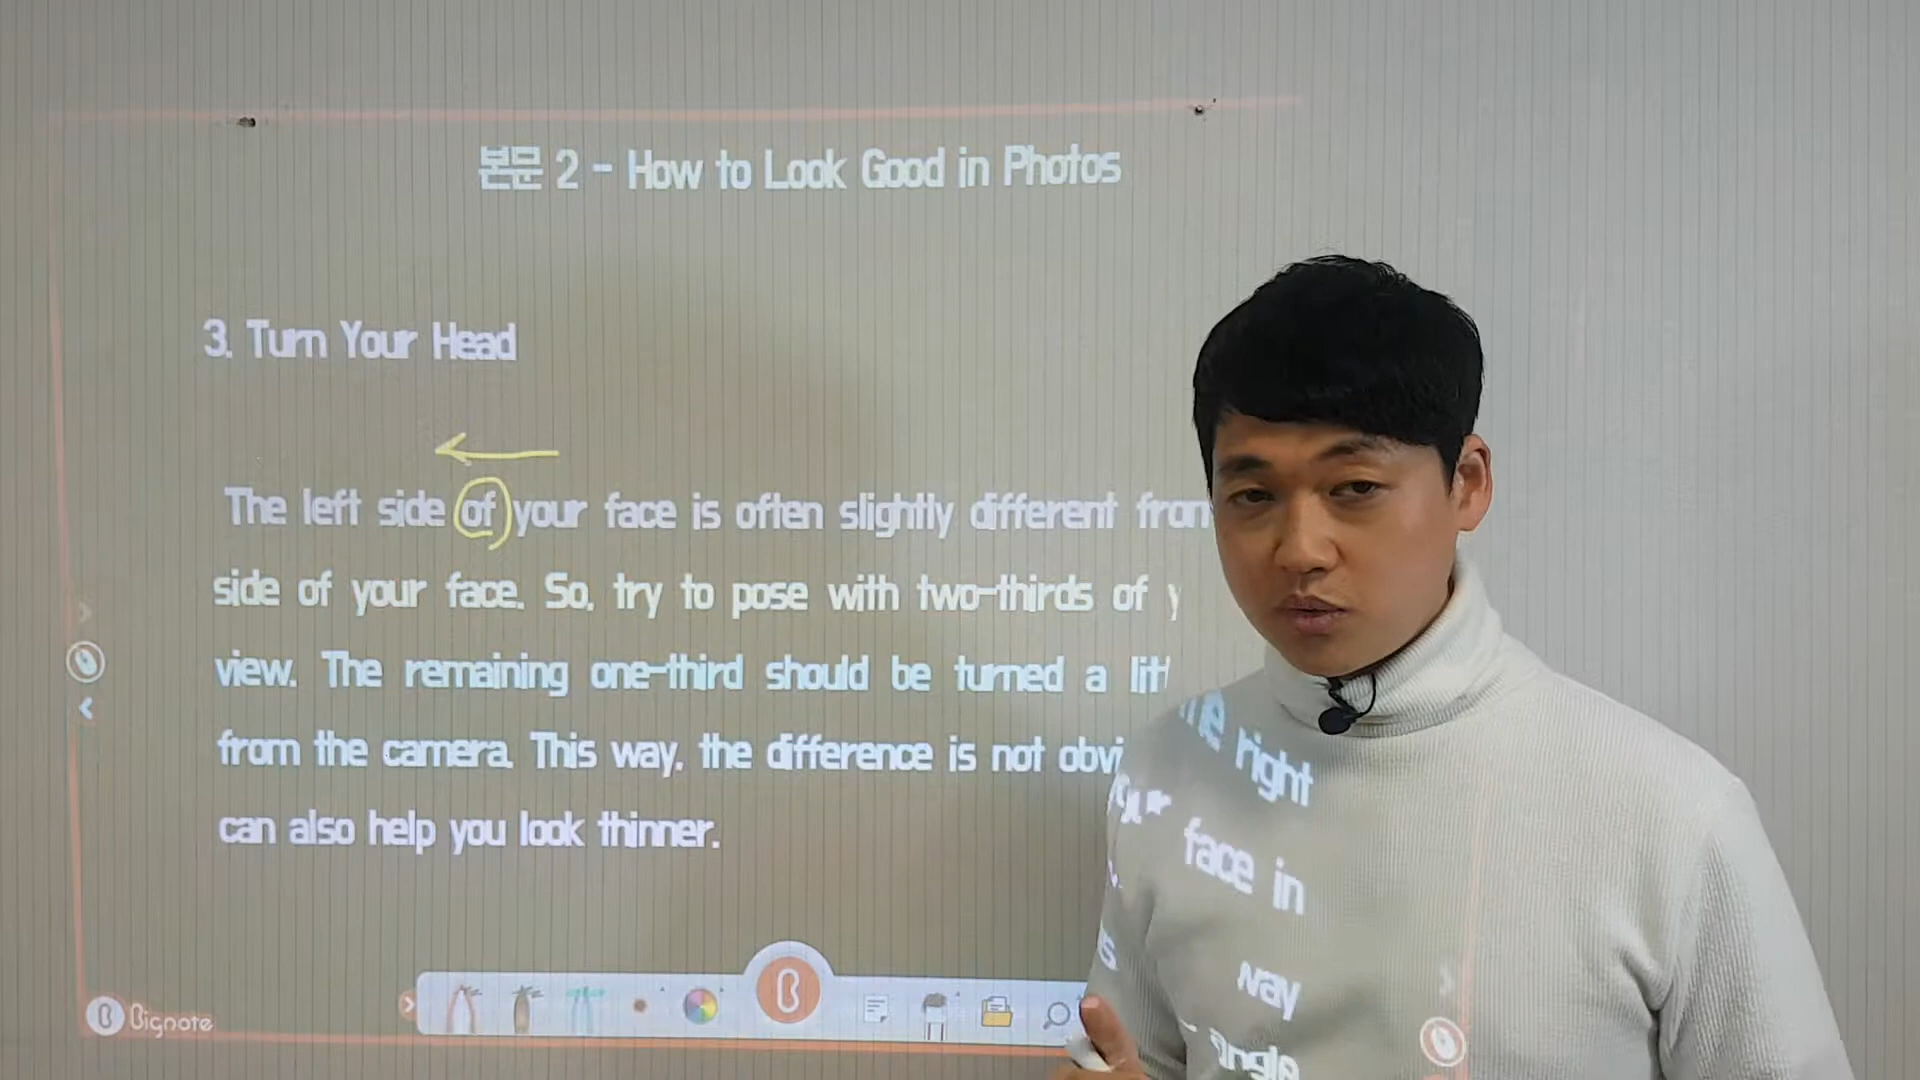 본문 2 - How to Look Good in Photos
3. Turn Your Head
The left side of your face is often slightly different from the right
side of your face. So, try to pose with two-thirds of your face in
view. The remaining one-third should be turned a
from the camera. This way, the difference is not way
can also help you look thinner. angle
Bignote